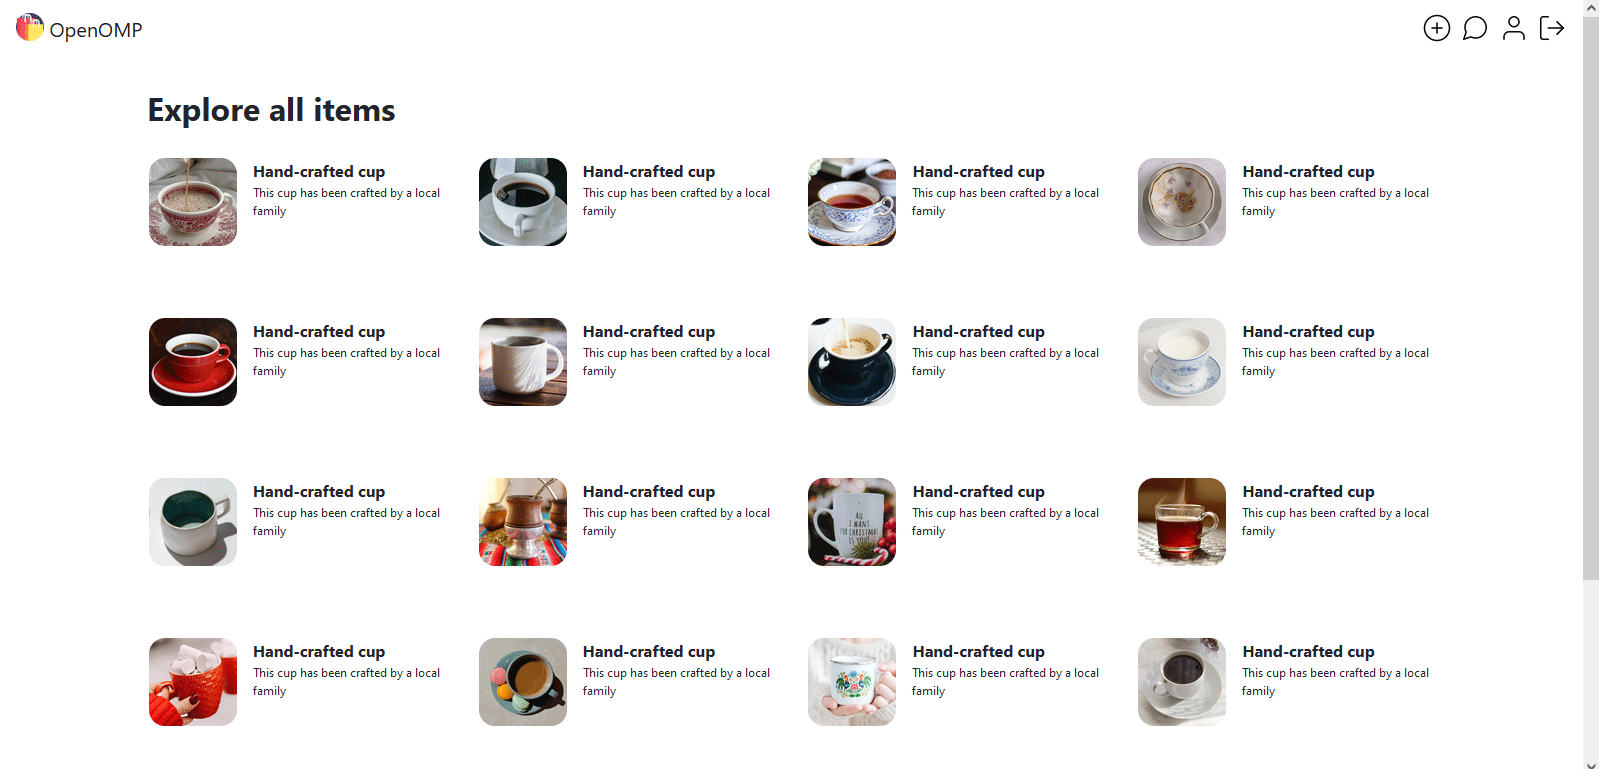 OpenOMP
Explore all items
Hand-crafted cup
This cup has been crafted by a local
family
Hand-crafted cup
This cup has been crafted by a local
family
Hand-crafted cup
This cup has been crafted by a local
family
Hand-crafted cup
This cup has been crafted by a local
family
Hand-crafted cup
This cup has been crafted by a local
family
Hand-crafted cup
This cup has been crafted by a local
family
Hand-crafted cup
This cup has been crafted by a local
family
Hand-crafted cup
This cup has been crafted by a local
family
Hand-crafted cup
This cup has been crafted by a local
family
Hand-crafted cup
This cup has been crafted by a local
family
ALL
I WANT
FOR CHRISTMAS
IS YOU!
Hand-crafted cup
This cup has been crafted by a local
family
Hand-crafted cup
This cup has been crafted by a local
family
Hand-crafted cup
This cup has been crafted by a local
family
Hand-crafted cup
This cup has been crafted by a local
family
Hand-crafted cup
This cup has been crafted by a local
family
Hand-crafted cup
This cup has been crafted by a local
family